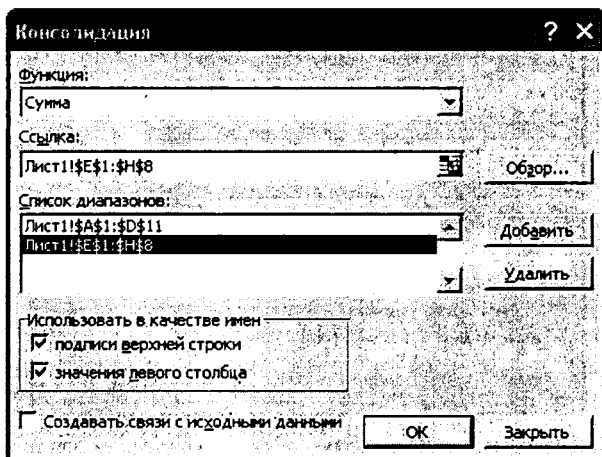 Консолидация
Функция:
Сумма
Ссылка:
Лист1!$E$1:$H$8
Обзор...
Список диапазонов:
Лист1!$A$1:$D$11
Лист1!$E$1:$H$8
Добавить
Удалить
Использовать в качестве имен
подписи верхней строки
значения левого столбца
Создавать связи с исходными данными
ОК
Закрыть